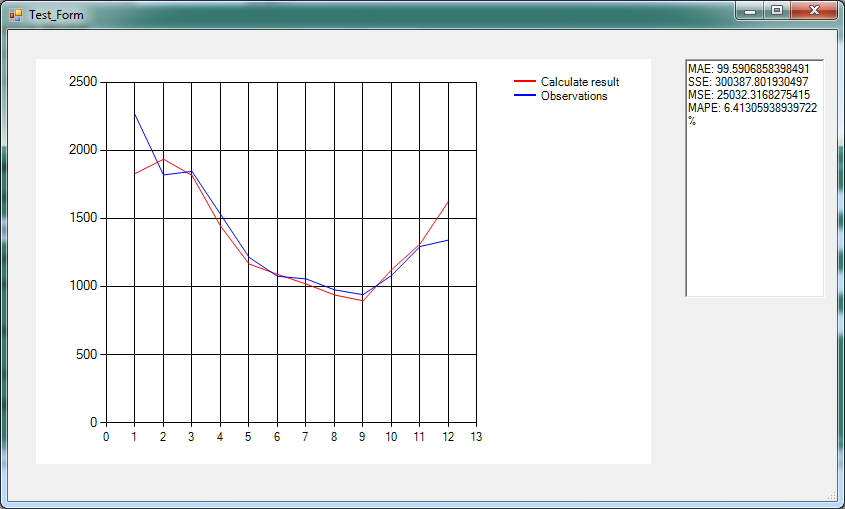 Test_Form
2500
2000
1500
1000
500
0
0 1 2 3 4 5 6 7 8 9 10 11 12 13
Calculate result
Observations
MAE: 99.5906858398491
SSE: 300387.801930497
MSE: 25032.3168275415
MAPE: 6.41305938939722
%